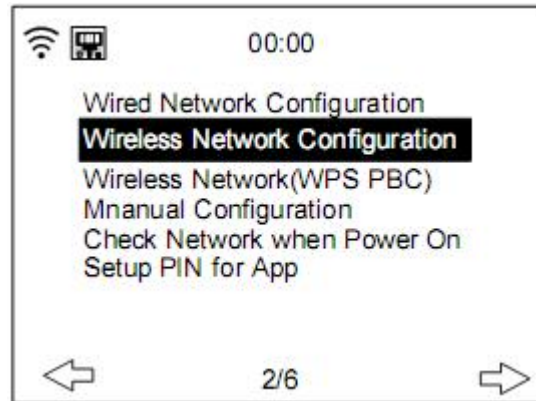 00:00
Wired Network Configuration
Wireless Network Configuration
Wireless Network(WPS PBC)
Mnanual Configuration
Check Network when Power On
Setup PIN for App
2/6